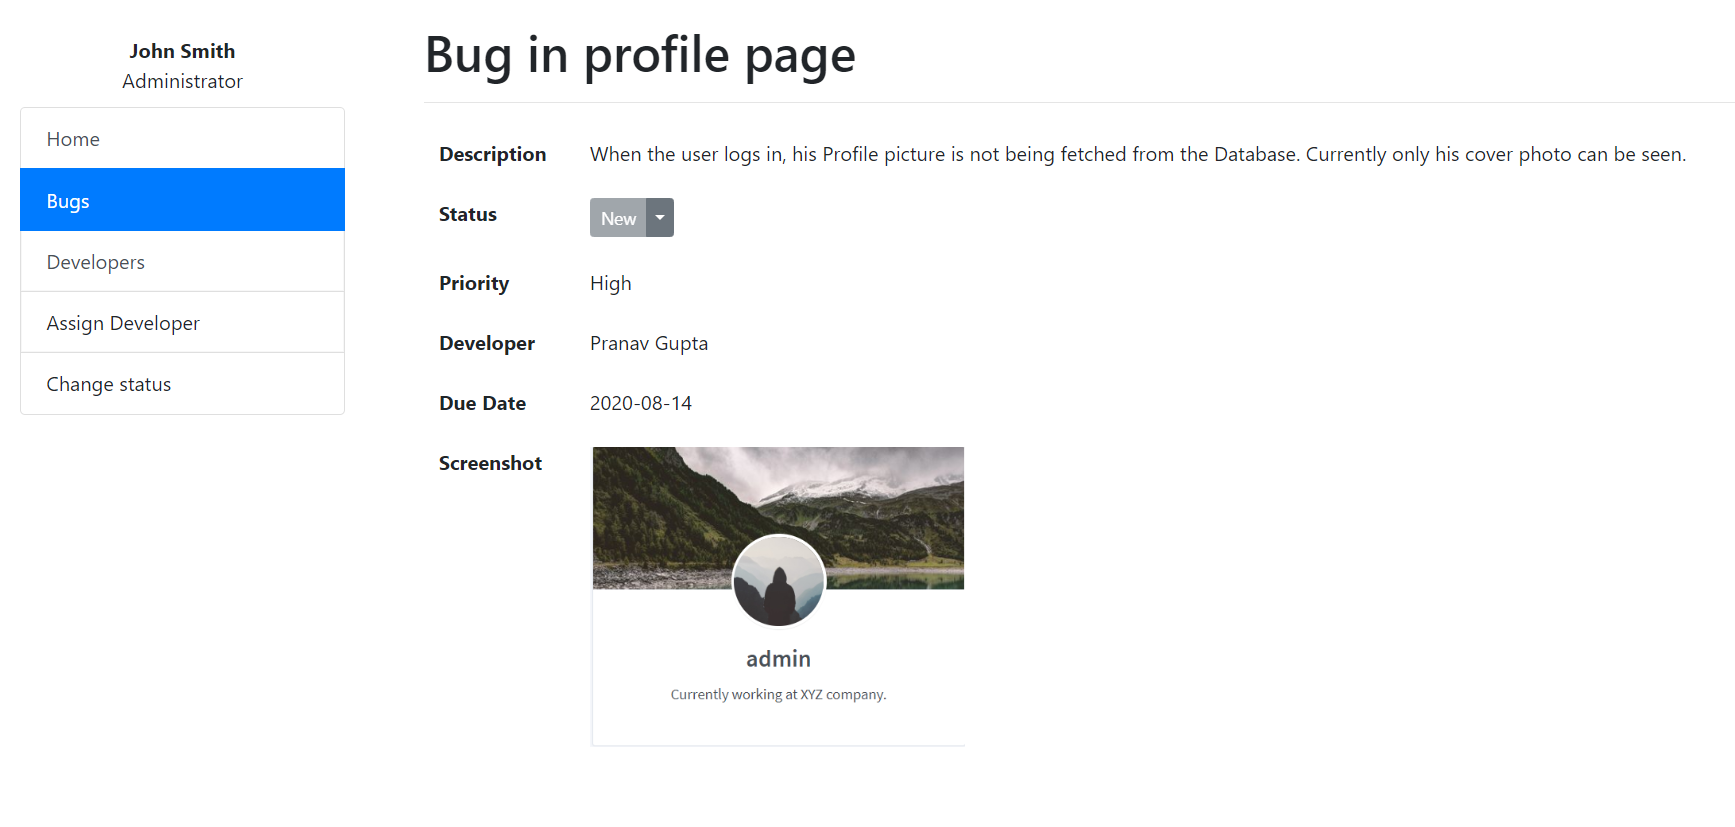 John Smith
Administrator
Home
Bugs
Developers
Assign Developer
Change status
Bug in profile page
Description When the user logs in, his Profile picture is not being fetched from the Database. Currently only his cover photo can be seen.
Status New
Priority High
Developer Pranav Gupta
Due Date 2020-08-14
Screenshot
admin
Currently working at XYZ company.